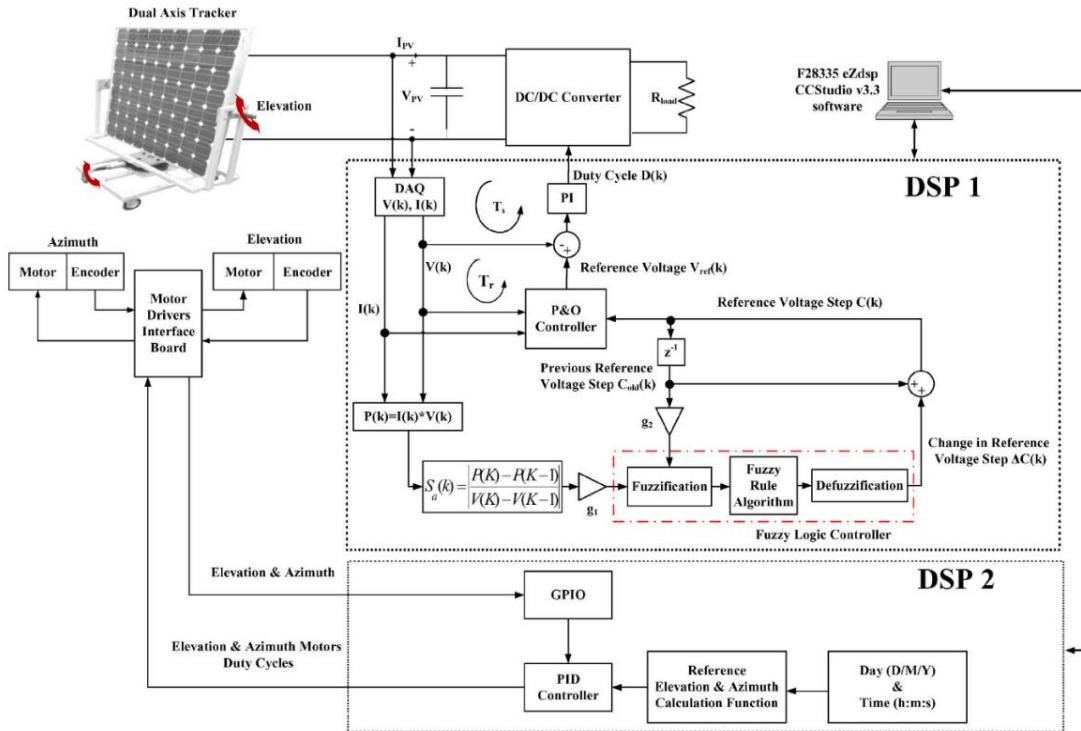 Dual Axis Tracker
Elevation
I_PV
+
V_PV
-
DC/DC Converter
R_load
F28335 eZdsp
CCStudio v3.3
software
DSP 1
Duty Cycle D(k)
PI
DAQ
V(k), I(k)
T_s
- +
Reference Voltage V_ref(k)
V(k)
T_r
I(k)
P&O
Controller
Reference Voltage Step C(k)
z^-1
Previous Reference
Voltage Step C_old(k)
+ +
g_2
P(k)=I(k)*V(k)
S_a(k) = |P(K)−P(K−1)| / |V(K)−V(K−1)|
g_1
Fuzzification
Fuzzy
Rule
Algorithm
Defuzzification
Change in Reference
Voltage Step ΔC(k)
Fuzzy Logic Controller
Azimuth
Motor
Encoder
Elevation
Motor
Encoder
Motor
Drivers
Interface
Board
Elevation & Azimuth
Elevation & Azimuth Motors
Duty Cycles
DSP 2
GPIO
PID
Controller
Reference
Elevation & Azimuth
Calculation Function
Day (D/M/Y)
&
Time (h:m:s)